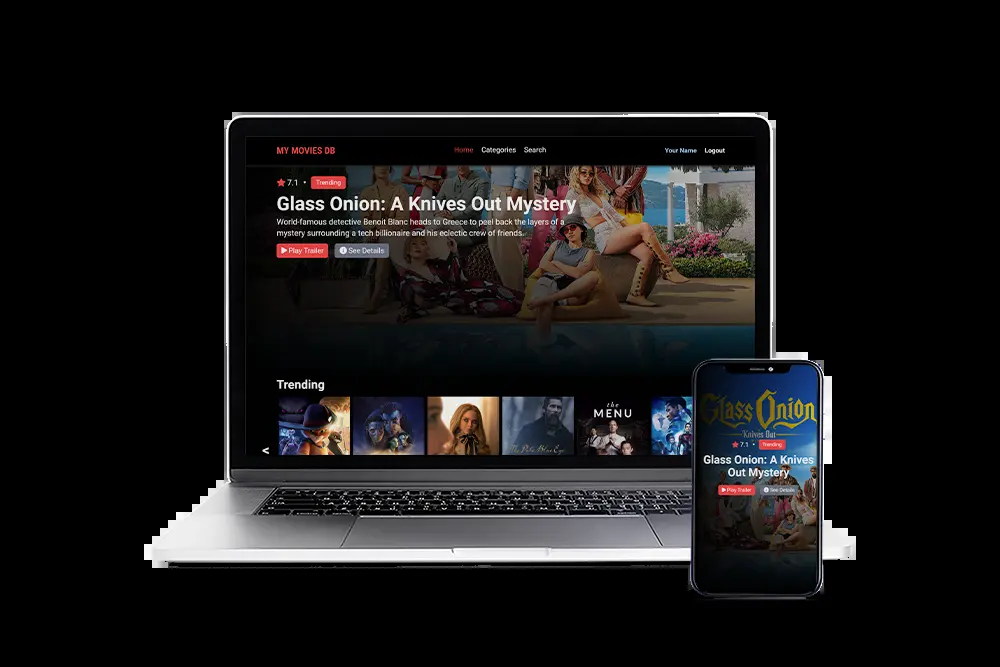 MY MOVIES DB
Home Categories Search
Your Name Logout
7.1 • Trending
Glass Onion: A Knives Out Mystery
World-famous detective Benoit Blanc heads to Greece to peel back the layers of a
mystery surrounding a tech billionaire and his eclectic crew of friends.
Play Trailer See Details
Trending
<
The Pale Blue Eye
the
MENU
Glass Onion
Knives Out
7.1 • Trending
Glass Onion: A Knives
Out Mystery
Play Trailer See Details